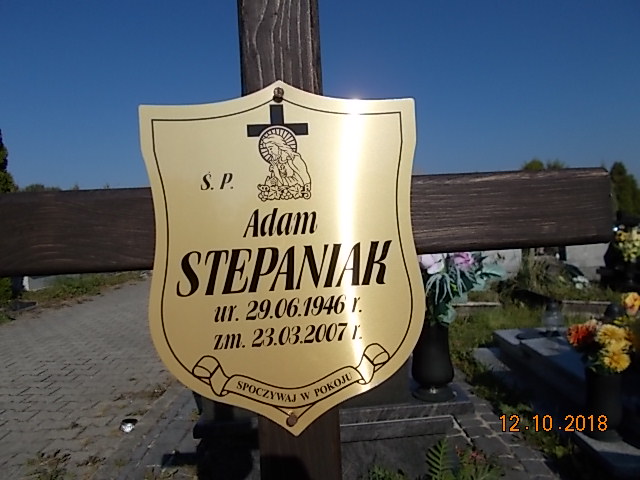 Ś. P.
Adam
STEPANIAK
ur. 29.06.1946 r.
zm. 23.03.2007 r.
SPOCZYWAJ W POKOJU
12.10.2018